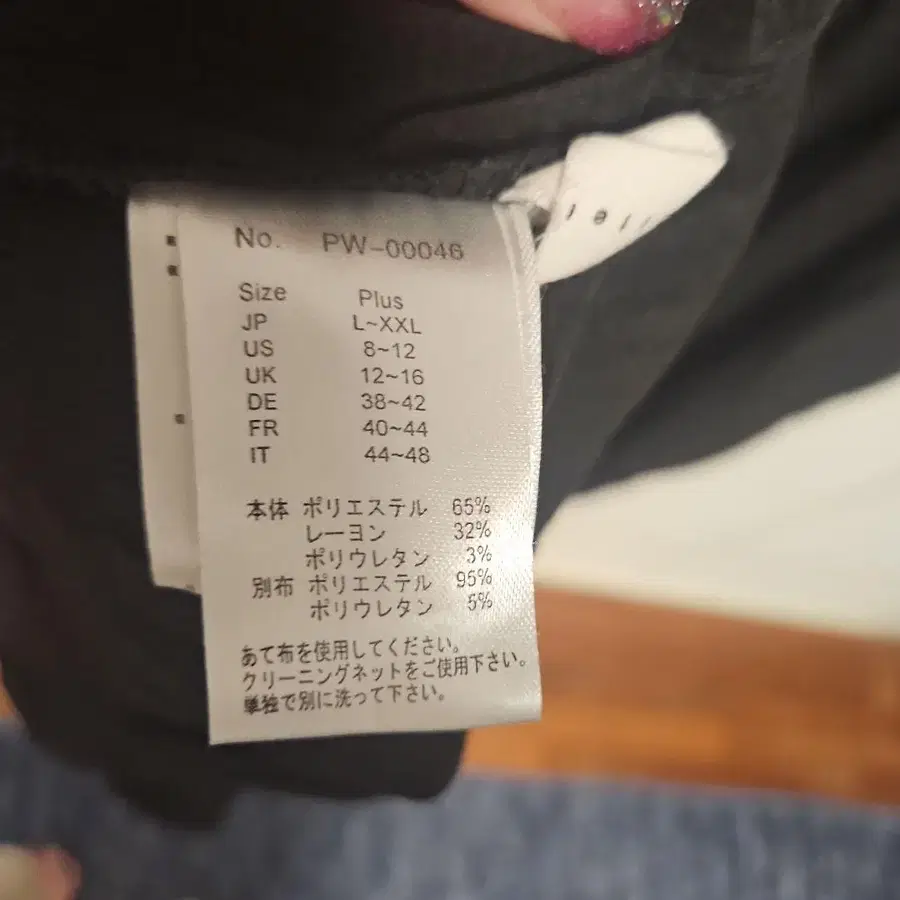 No. PW-00046
Size Plus
JP L~XXL
US 8~12
UK 12~16
DE 38~42
FR 40~44
IT 44~48
本体 ポリエステル 65%
レーヨン 32%
ポリウレタン 3%
別布 ポリエステル 95%
ポリウレタン 5%
あて布を使用してください。
クリーニングネットをご使用下さい。
単独で別に洗って下さい。